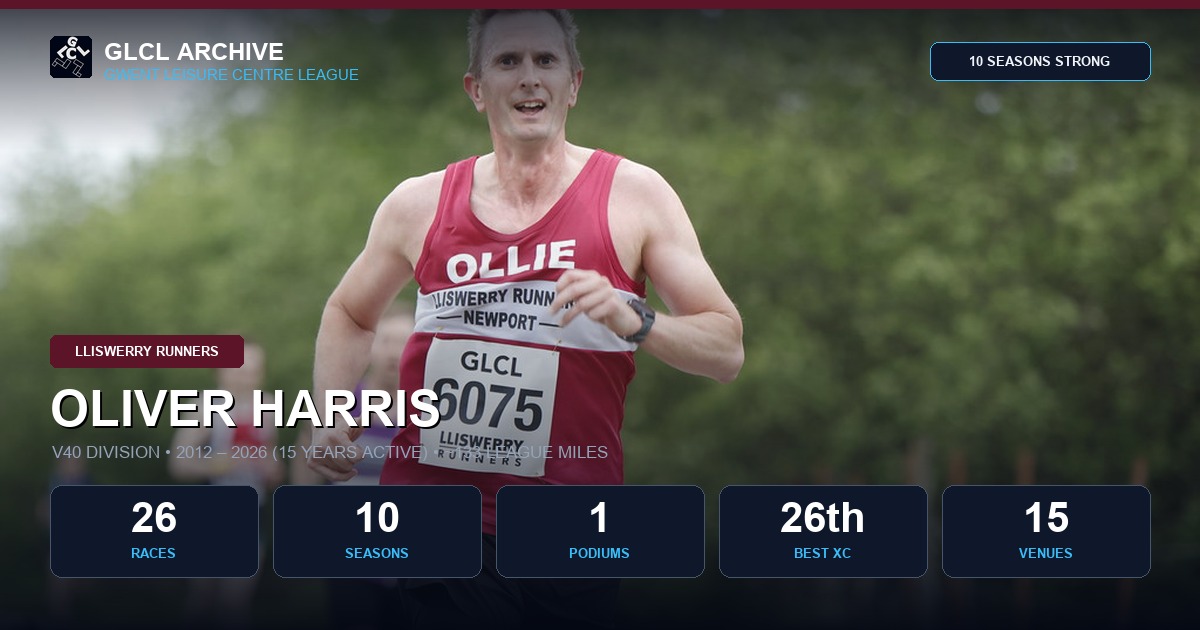 GLCL ARCHIVE
GWENT LEISURE CENTRE LEAGUE
10 SEASONS STRONG
OLLIE
LLISWERRY RUNN
NEWPORT
GLCL
6075
LLISWERRY
RUNNERS
LLISWERRY RUNNERS
OLIVER HARRIS
V40 DIVISION • 2012 – 2026 (15 YEARS ACTIVE) • LEAGUE MILES
26
RACES
10
SEASONS
1
PODIUMS
26th
BEST XC
15
VENUES